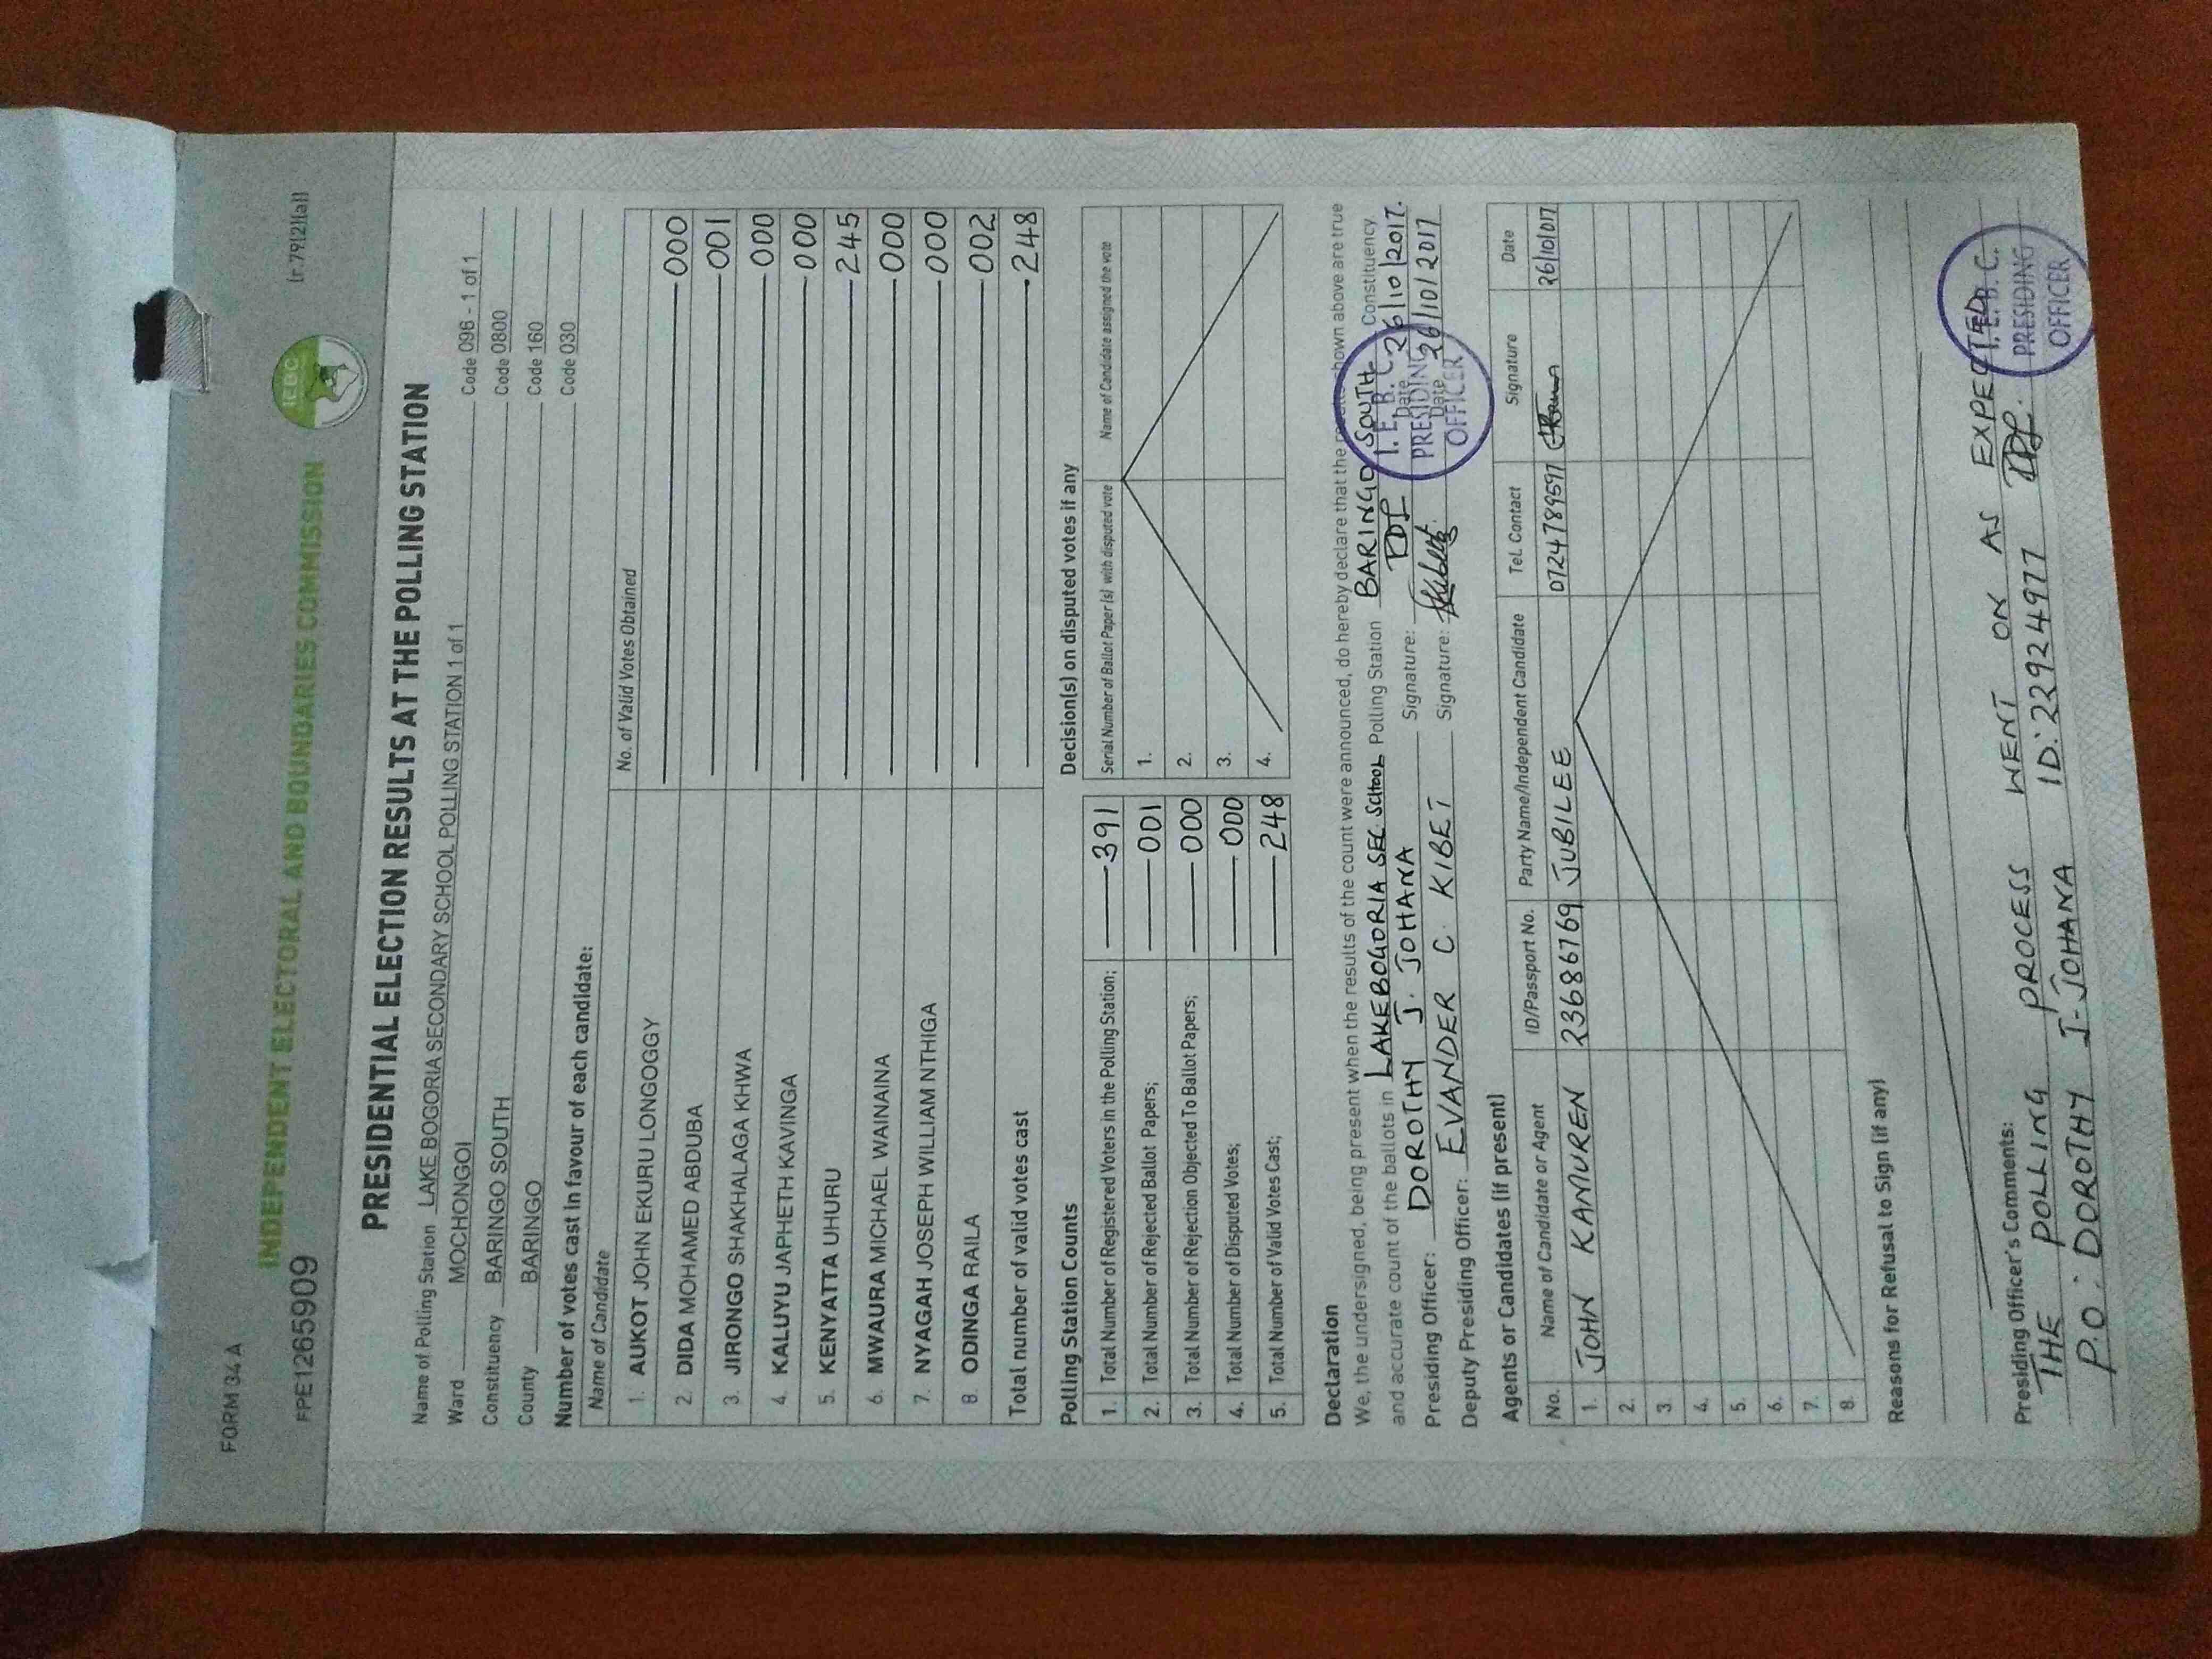 FORM 34 A
(r.79(2)(a))
IEBC
INDEPENDENT ELECTORAL AND BOUNDARIES COMMISSION
FPE1265909
PRESIDENTIAL ELECTION RESULTS AT THE POLLING STATION
Name of Polling Station LAKE BOGORIA SECONDARY SCHOOL POLLING STATION 1 of 1 Code 096 - 1 of 1
Ward MOCHONGOI Code 0800
Constituency BARINGO SOUTH Code 160
County BARINGO Code 030
Number of votes cast in favour of each candidate:
Name of Candidate No. of Valid Votes Obtained
1. AUKOT JOHN EKURU LONGOGGY 000
2. DIDA MOHAMED ABDUBA 001
3. JIRONGO SHAKHALAGA KHWA 000
4. KALUYU JAPHETH KAVINGA 000
5. KENYATTA UHURU 245
6. MWAURA MICHAEL WAINAINA 000
7. NYAGAH JOSEPH WILLIAM NTHIGA 000
8. ODINGA RAILA 002
Total number of valid votes cast 248
Polling Station Counts
1. Total Number of Registered Voters in the Polling Station; 391
2. Total Number of Rejected Ballot Papers; 001
3. Total Number of Rejection Objected To Ballot Papers; 000
4. Total Number of Disputed Votes; 000
5. Total Number of Valid Votes Cast; 248
Decision(s) on disputed votes if any
Serial Number of Ballot Paper(s) with disputed vote Name of Candidate assigned the vote
1.
2.
3.
4.
Declaration
We, the undersigned, being present when the results of the count were announced, do hereby declare that the results shown above are true
and accurate count of the ballots in LAKE BOGORIA SEC. SCHOOL Polling Station BARINGO SOUTH Constituency
Presiding Officer: DOROTHY J. JOHANA Signature: Date 26/10/2017.
Deputy Presiding Officer: EVANDER C. KIBET Signature: Date 26/10/2017
I.E.B.C.
PRESIDING
OFFICER
Agents or Candidates (if present)
No. Name of Candidate or Agent ID/Passport No. Party Name/Independent Candidate Tel. Contact Signature Date
1. JOHN KAMUREN 23686769 JUBILEE 0724789597 26/10/017
2.
3.
4.
5.
6.
7.
8.
Reasons for Refusal to Sign (if any)
Presiding Officer's Comments:
THE POLLING PROCESS WENT ON AS EXPECTED.
P.O: DOROTHY J. JOHANA ID: 22924977
I.E.B.C.
PRESIDING
OFFICER